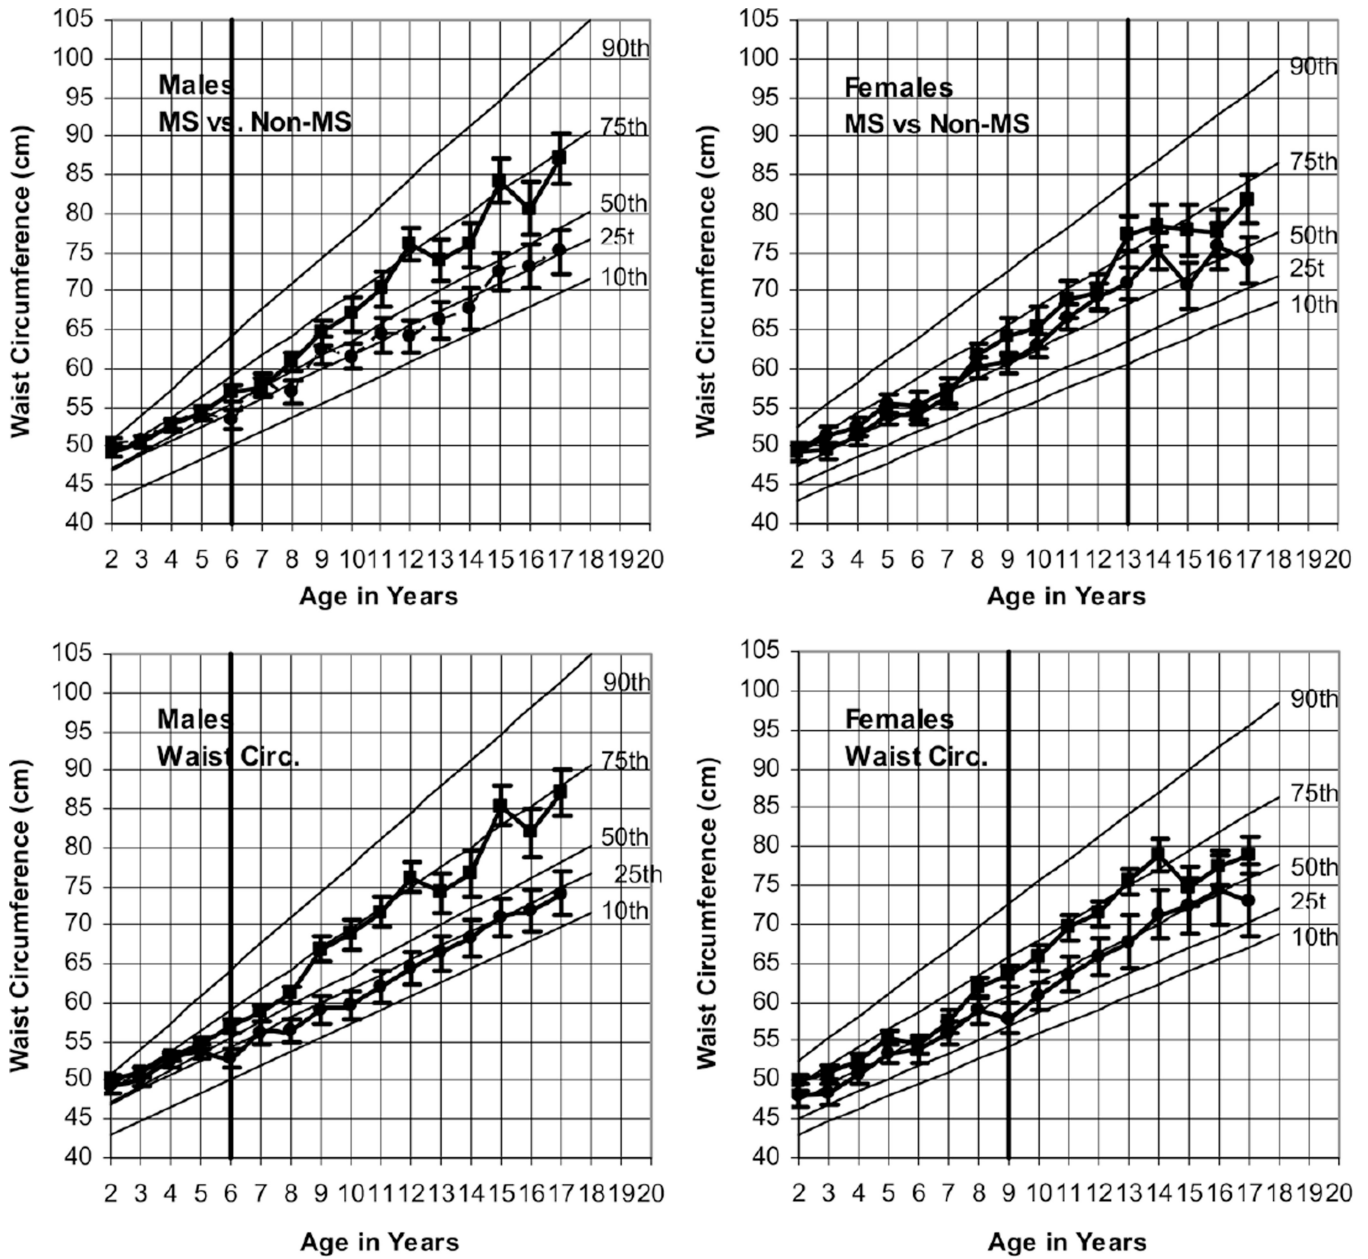 105
100
95
90
85
80
75
70
65
60
55
50
45
40
Waist Circumference (cm)
Males
MS vs. Non-MS
90th
75th
50th
25t
10th
2 3 4 5 6 7 8 9 10 11 12 13 14 15 16 17 18 19 20
Age in Years
105
100
95
90
85
80
75
70
65
60
55
50
45
40
Waist Circumference (cm)
Females
MS vs Non-MS
90th
75th
50th
25t
10th
2 3 4 5 6 7 8 9 10 11 12 13 14 15 16 17 18 19 20
Age in Years
105
100
95
90
85
80
75
70
65
60
55
50
45
40
Waist Circumference (cm)
Males
Waist Circ.
90th
75th
50th
25th
10th
2 3 4 5 6 7 8 9 10 11 12 13 14 15 16 17 18 19 20
Age in Years
105
100
95
90
85
80
75
70
65
60
55
50
45
40
Waist Circumference (cm)
Females
Waist Circ.
90th
75th
50th
25t
10th
2 3 4 5 6 7 8 9 10 11 12 13 14 15 16 17 18 19 20
Age in Years